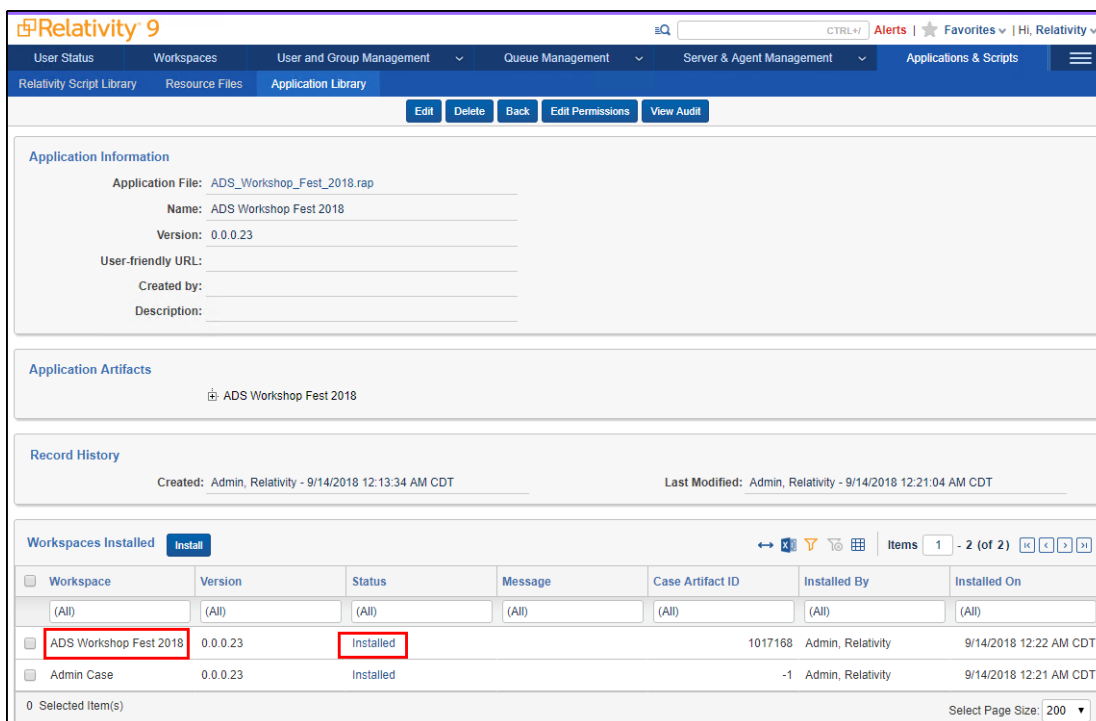 Relativity 9
CTRL+/ Alerts | Favorites | Hi, Relativity
User Status Workspaces User and Group Management Queue Management Server & Agent Management Applications & Scripts
Relativity Script Library Resource Files Application Library
Edit Delete Back Edit Permissions View Audit
Application Information
Application File: ADS_Workshop_Fest_2018.rap
Name: ADS Workshop Fest 2018
Version: 0.0.0.23
User-friendly URL:
Created by:
Description:
Application Artifacts
ADS Workshop Fest 2018
Record History
Created: Admin, Relativity - 9/14/2018 12:13:34 AM CDT Last Modified: Admin, Relativity - 9/14/2018 12:21:04 AM CDT
Workspaces Installed Install Items 1 - 2 (of 2)
Workspace Version Status Message Case Artifact ID Installed By Installed On
(All) (All) (All) (All) (All) (All) (All)
ADS Workshop Fest 2018 0.0.0.23 Installed 1017168 Admin, Relativity 9/14/2018 12:22 AM CDT
Admin Case 0.0.0.23 Installed -1 Admin, Relativity 9/14/2018 12:21 AM CDT
0 Selected Item(s) Select Page Size: 200